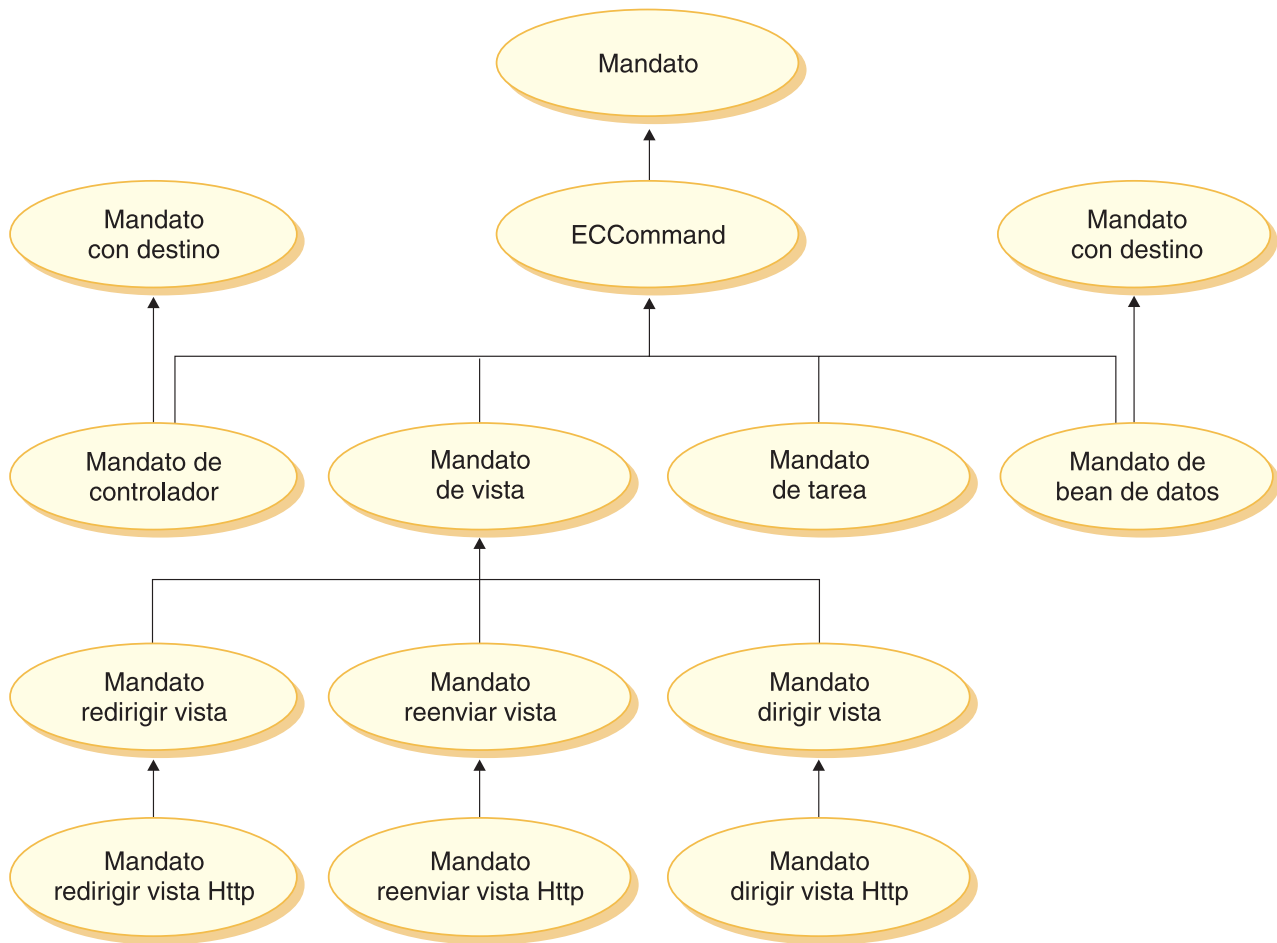 Mandato
Mandato
con destino
ECCommand
Mandato
con destino
Mandato de
controlador
Mandato
de vista
Mandato
de tarea
Mandato de
bean de datos
Mandato
redirigir vista
Mandato
reenviar vista
Mandato
dirigir vista
Mandato
redirigir vista Http
Mandato
reenviar vista Http
Mandato
dirigir vista Http